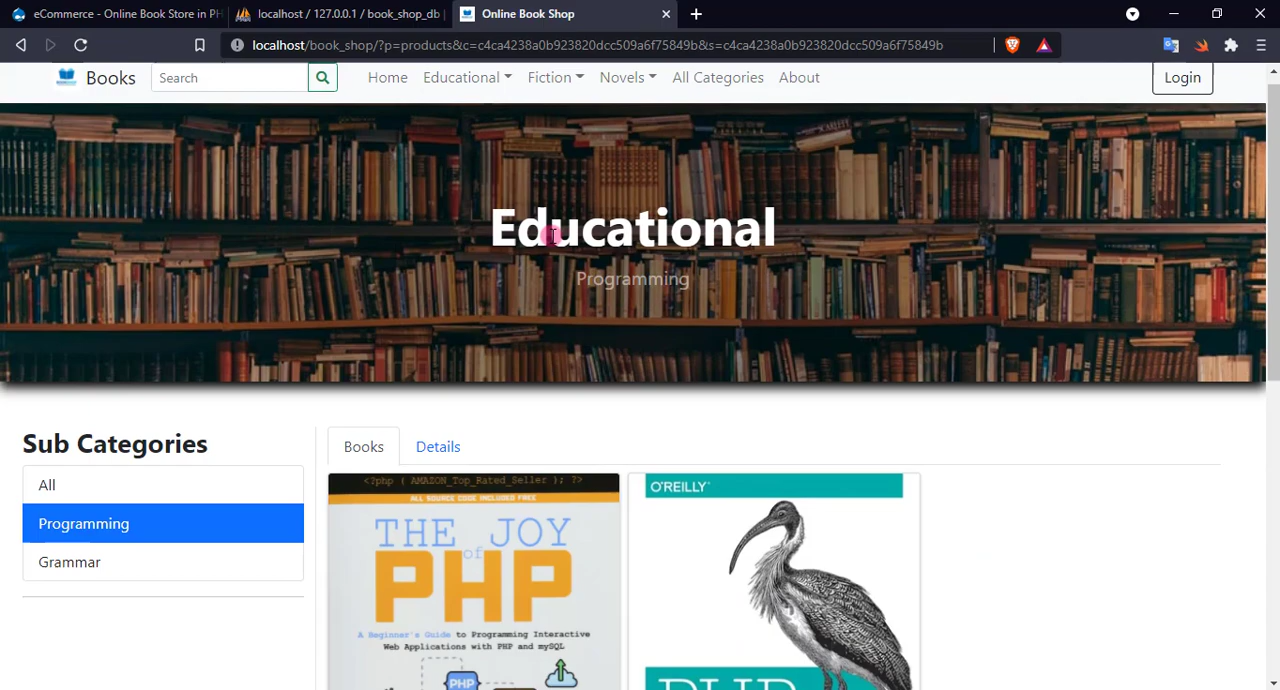 eCommerce - Online Book Store in PH
localhost / 127.0.0.1 / book_shop_db |
Online Book Shop
localhost/book_shop/?p=products&c=c4ca4238a0b923820dcc509a6f75849b&s=c4ca4238a0b923820dcc509a6f75849b
Books
Search
Home
Educational
Fiction
Novels
All Categories
About
Login
Educational
Programming
Sub Categories
All
Programming
Grammar
Books
Details
<?php ( AMAZON_Top_Rated_Seller ); ?>
ALL SOURCE CODE INCLUDED FREE
THE JOY
of
PHP
A Beginner's Guide to Programming Interactive
Web Applications with PHP and mySQL
PHP
O'REILLY
PHP